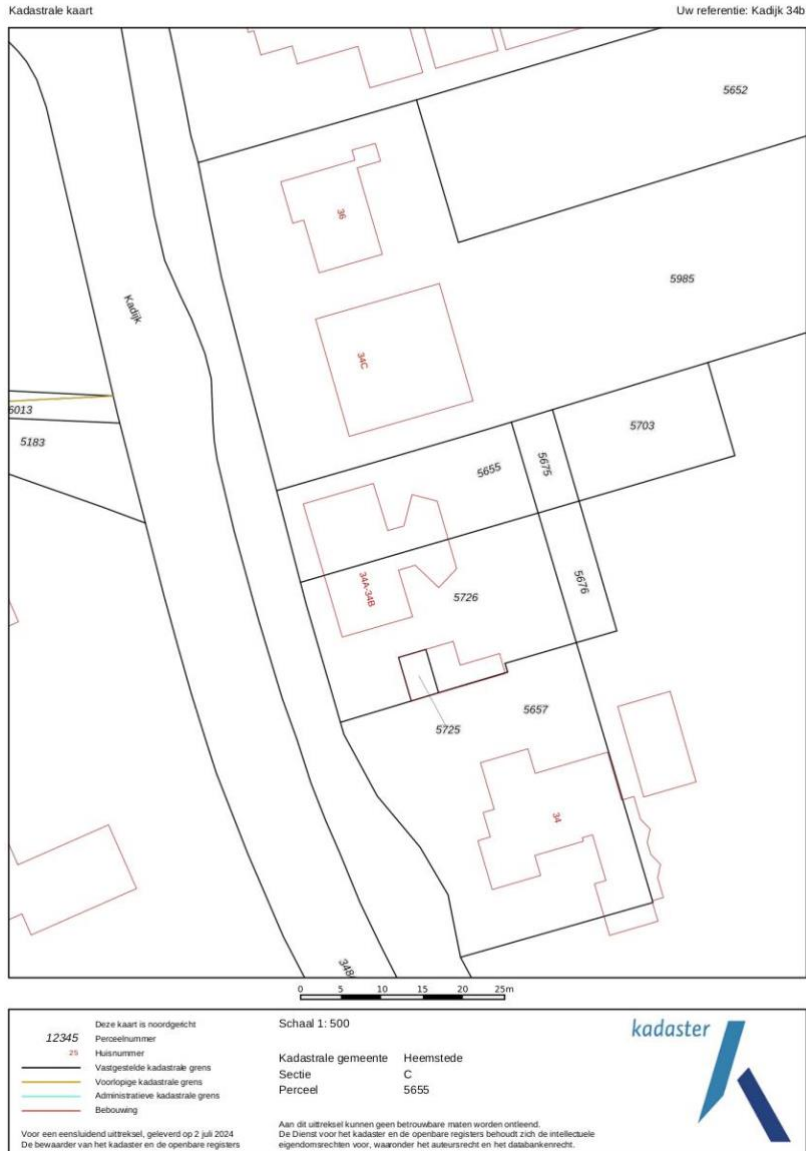 Kadastrale kaart
Uw referentie: Kadijk 34b
5652
36
5985
Kadijk
34C
6013
5183
5703
5655
5675
34A-34B
5676
5726
5657
5725
34
348
0 5 10 15 20 25m
Deze kaart is noordgericht
12345 Perceelnummer
25 Huisnummer
Vastgestelde kadastrale grens
Voorlopige kadastrale grens
Administratieve kadastrale grens
Bebouwing
Voor een eensluidend uittreksel, geleverd op 2 juli 2024
De bewaarder van het kadaster en de openbare registers
Schaal 1: 500
Kadastrale gemeente Heemstede
Sectie C
Perceel 5655
Aan dit uittreksel kunnen geen betrouwbare maten worden ontleend.
De Dienst voor het kadaster en de openbare registers behoudt zich de intellectuele
eigendomsrechten voor, waaronder het auteursrecht en het databankenrecht.
kadaster